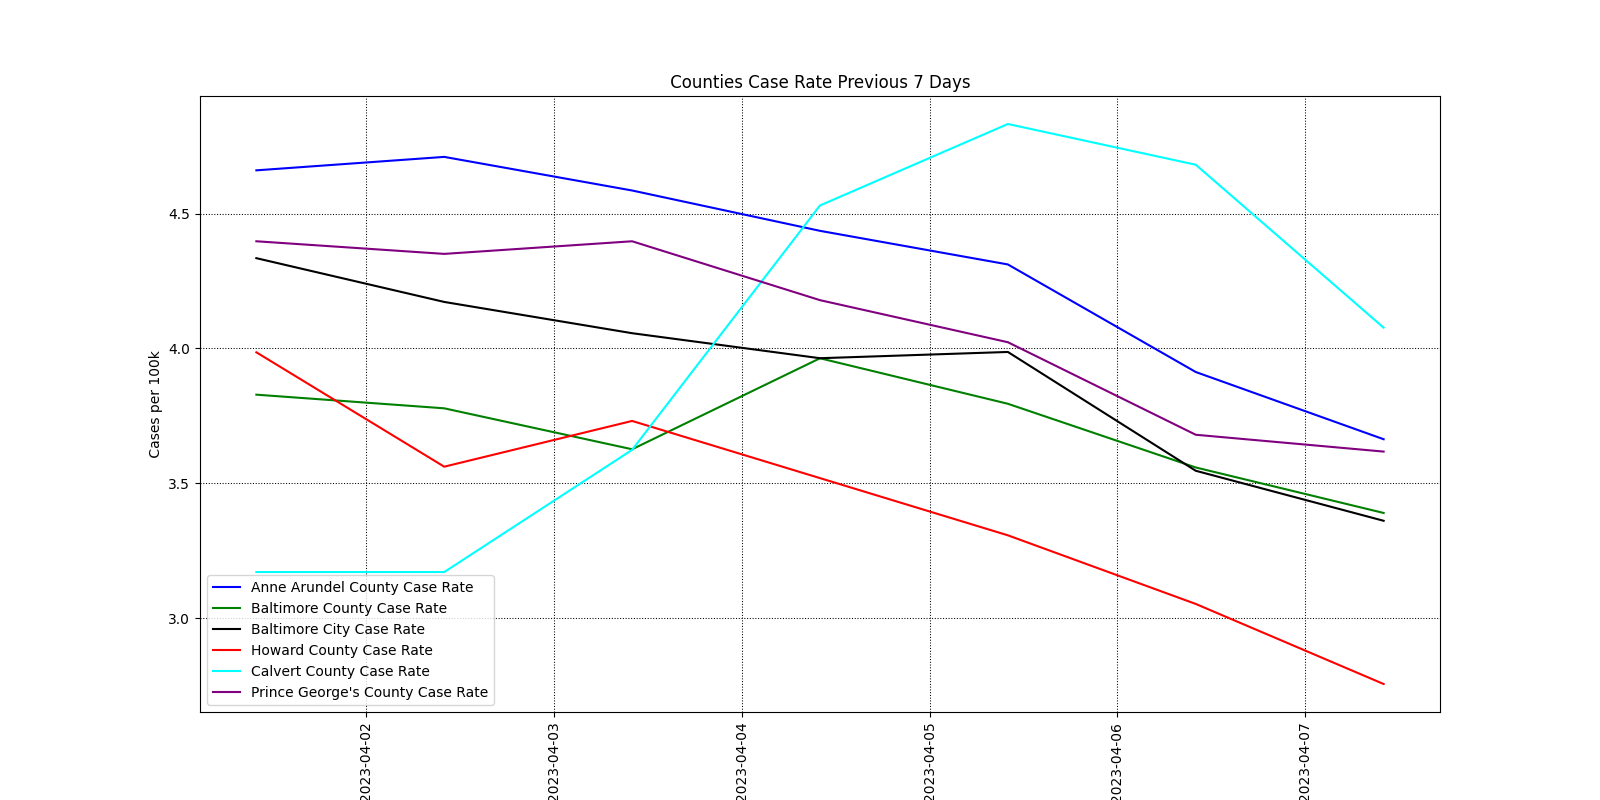 Counties Case Rate Previous 7 Days
Cases per 100k
4.5
4.0
3.5
3.0
Anne Arundel County Case Rate
Baltimore County Case Rate
Baltimore City Case Rate
Howard County Case Rate
Calvert County Case Rate
Prince George's County Case Rate
2023-04-02
2023-04-03
2023-04-04
2023-04-05
2023-04-06
2023-04-07